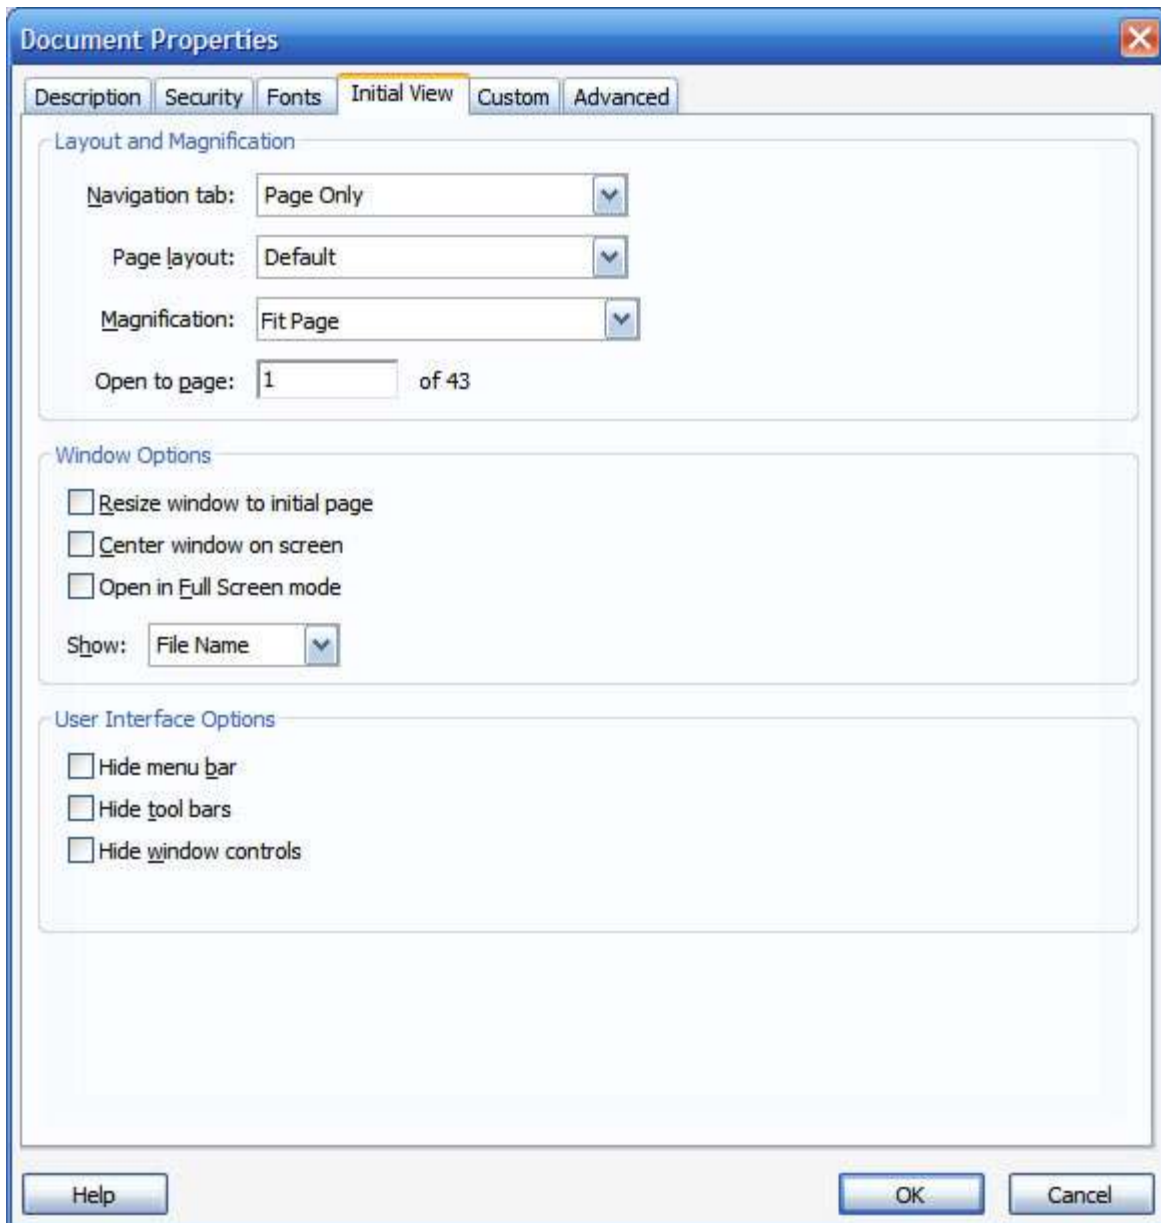 Document Properties
Description Security Fonts Initial View Custom Advanced
Layout and Magnification
Navigation tab: Page Only
Page layout: Default
Magnification: Fit Page
Open to page: 1 of 43
Window Options
Resize window to initial page
Center window on screen
Open in Full Screen mode
Show: File Name
User Interface Options
Hide menu bar
Hide tool bars
Hide window controls
Help OK Cancel